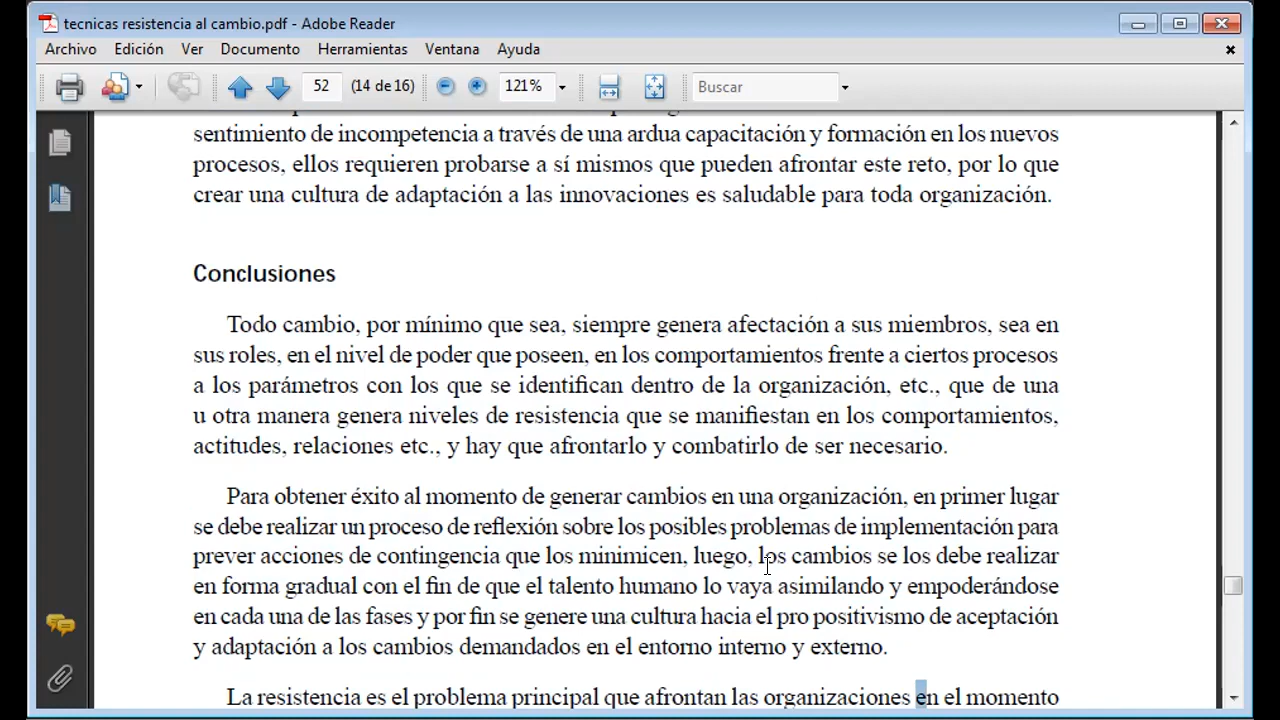 tecnicas resistencia al cambio.pdf - Adobe Reader
Archivo Edición Ver Documento Herramientas Ventana Ayuda
52 (14 de 16) 121% Buscar
sentimiento de incompetencia a través de una ardua capacitación y formación en los nuevos
procesos, ellos requieren probarse a sí mismos que pueden afrontar este reto, por lo que
crear una cultura de adaptación a las innovaciones es saludable para toda organización.
Conclusiones
Todo cambio, por mínimo que sea, siempre genera afectación a sus miembros, sea en
sus roles, en el nivel de poder que poseen, en los comportamientos frente a ciertos procesos
a los parámetros con los que se identifican dentro de la organización, etc., que de una
u otra manera genera niveles de resistencia que se manifiestan en los comportamientos,
actitudes, relaciones etc., y hay que afrontarlo y combatirlo de ser necesario.
Para obtener éxito al momento de generar cambios en una organización, en primer lugar
se debe realizar un proceso de reflexión sobre los posibles problemas de implementación para
prever acciones de contingencia que los minimicen, luego, los cambios se los debe realizar
en forma gradual con el fin de que el talento humano lo vaya asimilando y empoderándose
en cada una de las fases y por fin se genere una cultura hacia el pro positivismo de aceptación
y adaptación a los cambios demandados en el entorno interno y externo.
La resistencia es el problema principal que afrontan las organizaciones en el momento